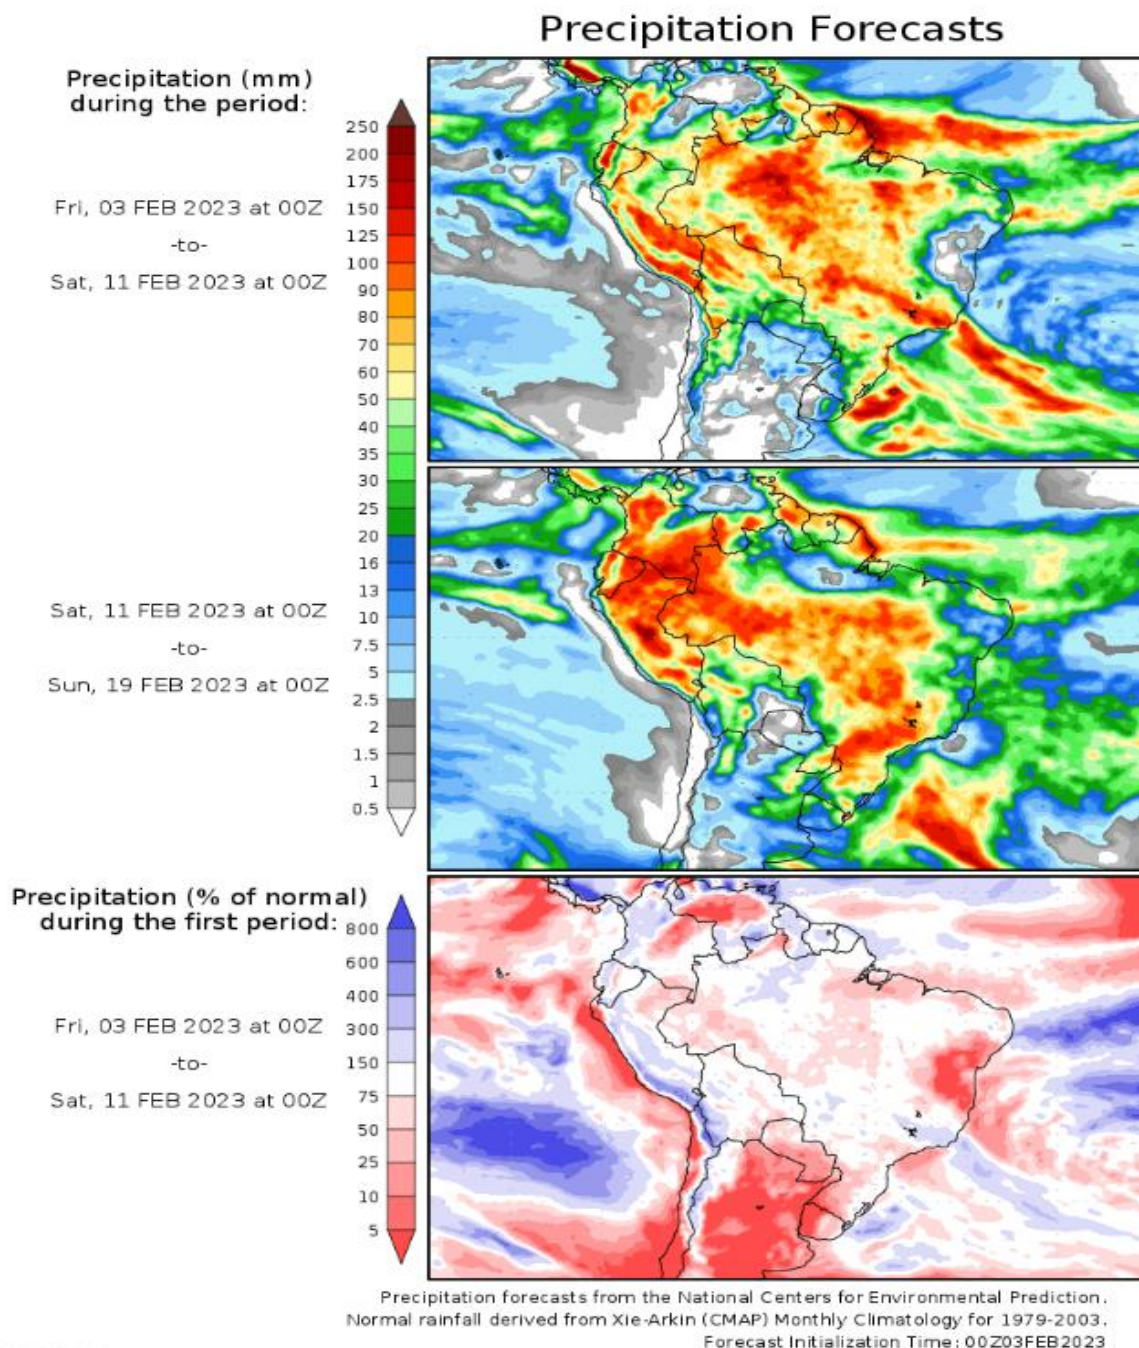 Precipitation Forecasts
Precipitation (mm)
during the period:
250
200
175
150
125
100
90
80
70
60
50
40
35
30
25
20
16
13
10
7.5
5
2.5
2
1.5
1
0.5
Fri, 03 FEB 2023 at 00Z
-to-
Sat, 11 FEB 2023 at 00Z
Sat, 11 FEB 2023 at 00Z
-to-
Sun, 19 FEB 2023 at 00Z
Precipitation (% of normal)
during the first period:
800
600
400
300
150
75
50
25
10
5
Fri, 03 FEB 2023 at 00Z
-to-
Sat, 11 FEB 2023 at 00Z
Precipitation forecasts from the National Centers for Environmental Prediction.
Normal rainfall derived from Xie-Arkin (CMAP) Monthly Climatology for 1979-2003.
Forecast Initialization Time: 00Z03FEB2023